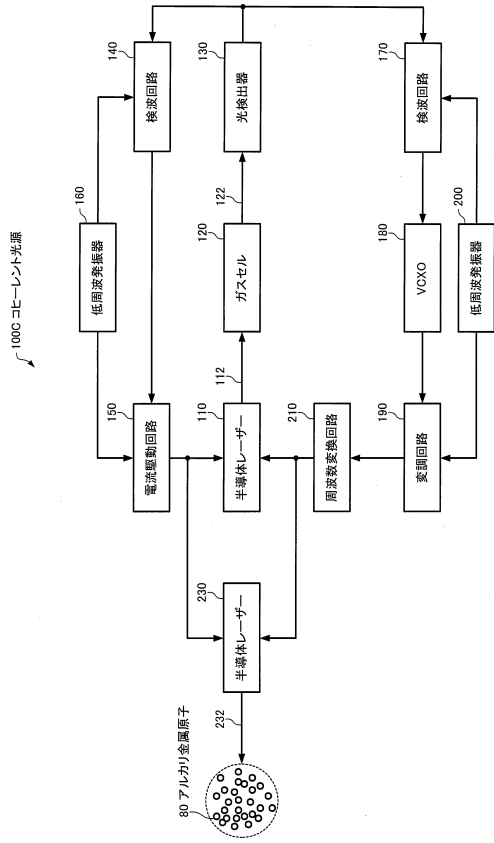 100C コヒーレント光源
160
低周波発振器
140
検波回路
150
電流駆動回路
130
光検出器
122
120
ガスセル
112
110
半導体レーザー
230
半導体レーザー
232
80 アルカリ金属原子
210
周波数変換回路
170
検波回路
180
VCXO
190
変調回路
200
低周波発振器